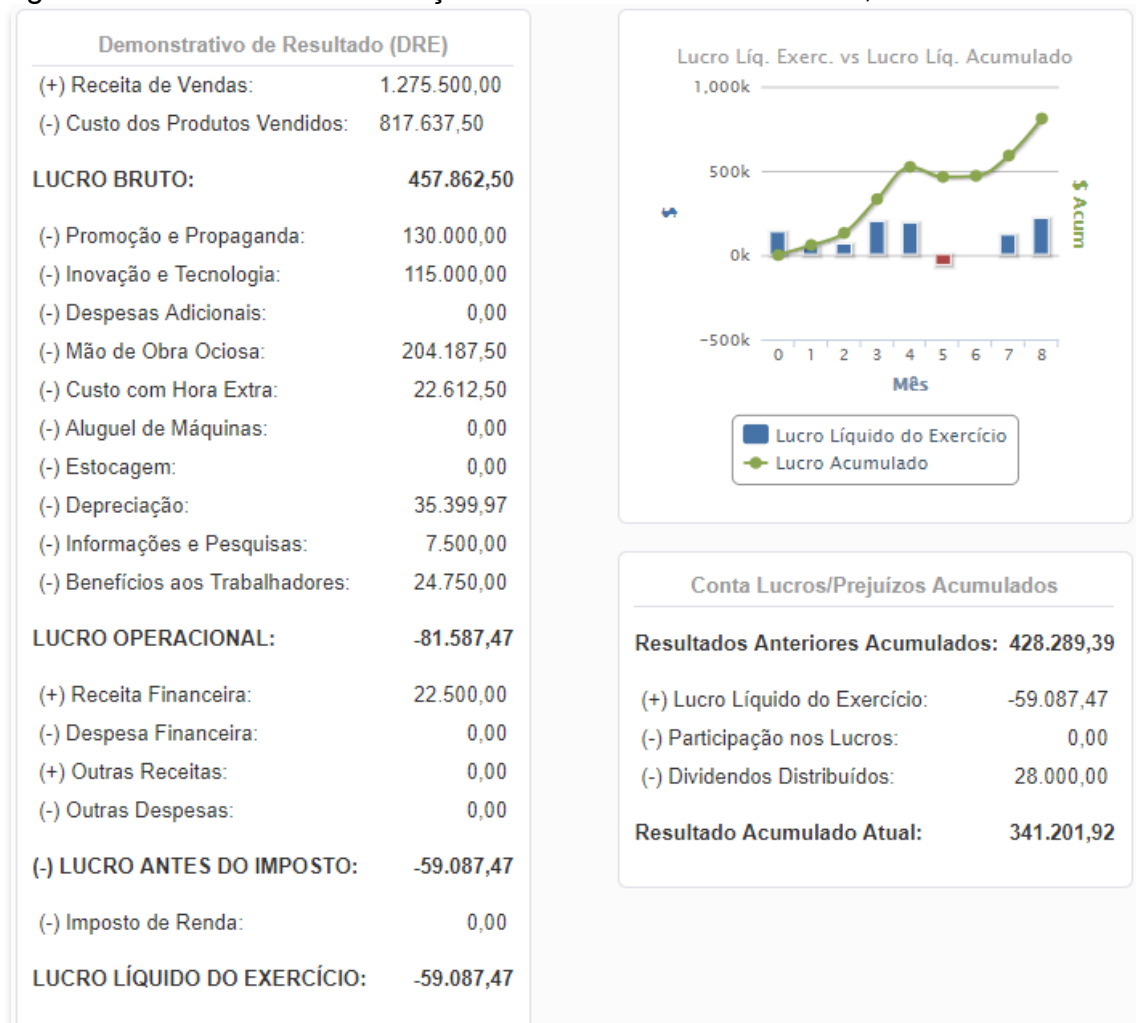 Demonstrativo de Resultado (DRE)
(+) Receita de Vendas: 1.275.500,00
(-) Custo dos Produtos Vendidos: 817.637,50
LUCRO BRUTO: 457.862,50
(-) Promoção e Propaganda: 130.000,00
(-) Inovação e Tecnologia: 115.000,00
(-) Despesas Adicionais: 0,00
(-) Mão de Obra Ociosa: 204.187,50
(-) Custo com Hora Extra: 22.612,50
(-) Aluguel de Máquinas: 0,00
(-) Estocagem: 0,00
(-) Depreciação: 35.399,97
(-) Informações e Pesquisas: 7.500,00
(-) Benefícios aos Trabalhadores: 24.750,00
LUCRO OPERACIONAL: -81.587,47
(+) Receita Financeira: 22.500,00
(-) Despesa Financeira: 0,00
(+) Outras Receitas: 0,00
(-) Outras Despesas: 0,00
(-) LUCRO ANTES DO IMPOSTO: -59.087,47
(-) Imposto de Renda: 0,00
LUCRO LÍQUIDO DO EXERCÍCIO: -59.087,47
Lucro Líq. Exerc. vs Lucro Líq. Acumulado
1,000k
500k
0k
-500k
$
$ Acum
0 1 2 3 4 5 6 7 8
Mês
Lucro Líquido do Exercício
Lucro Acumulado
Conta Lucros/Prejuízos Acumulados
Resultados Anteriores Acumulados: 428.289,39
(+) Lucro Líquido do Exercício: -59.087,47
(-) Participação nos Lucros: 0,00
(-) Dividendos Distribuídos: 28.000,00
Resultado Acumulado Atual: 341.201,92